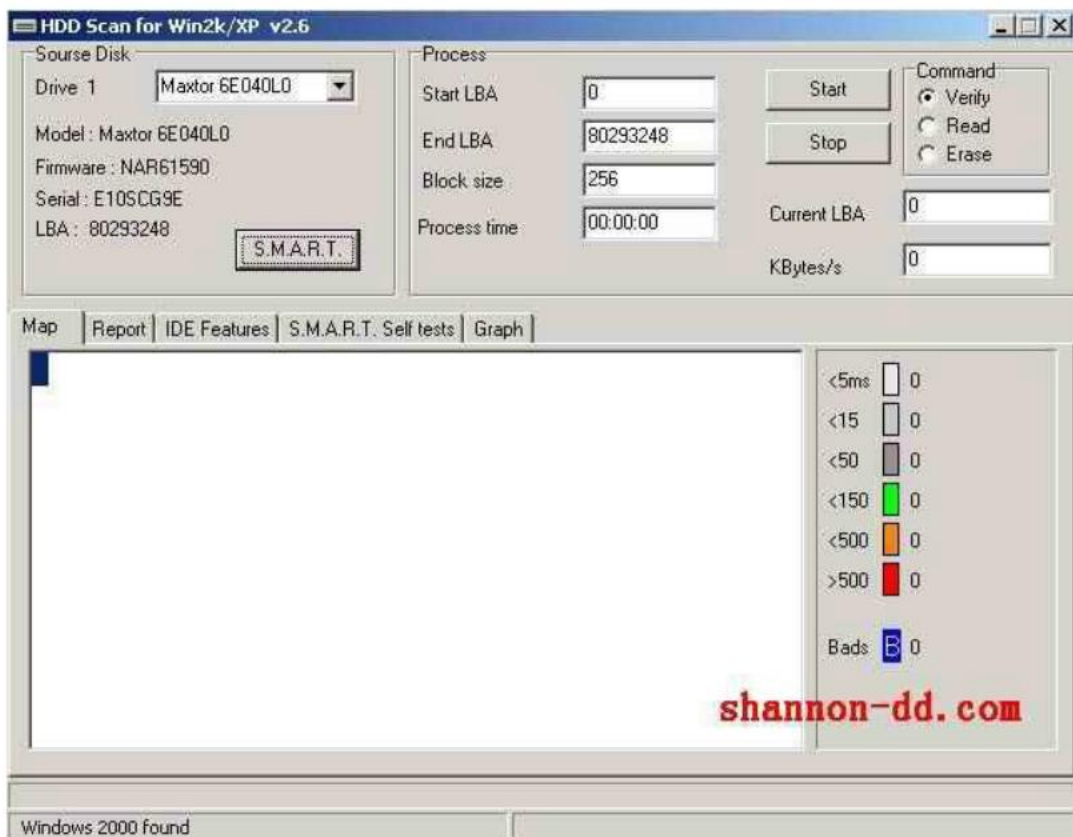 HDD Scan for Win2k/XP v2.6
Sourse Disk
Drive 1
Maxtor 6E040L0
Model : Maxtor 6E040L0
Firmware : NAR61590
Serial : E10SCG9E
LBA : 80293248
S.M.A.R.T.
Process
Start LBA
0
End LBA
80293248
Block size
256
Process time
00:00:00
Start
Stop
Command
Verify
Read
Erase
Current LBA
0
KBytes/s
0
Map
Report
IDE Features
S.M.A.R.T. Self tests
Graph
<5ms 0
<15 0
<50 0
<150 0
<500 0
>500 0
Bads B 0
shannon-dd.com
Windows 2000 found